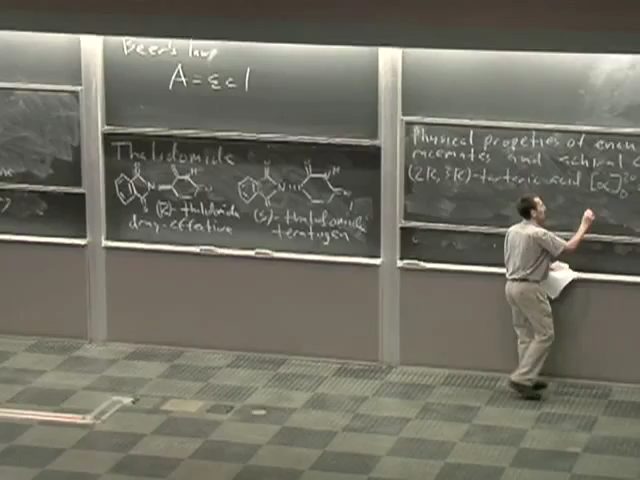 Beer's law
A = εcl
Thalidomide
(R)-thalidomide
drug-effective
(S)-thalidomide
teratogen
Physical properties of enan
racemates and achiral
(2R,3R)-tartaric acid [α]20D